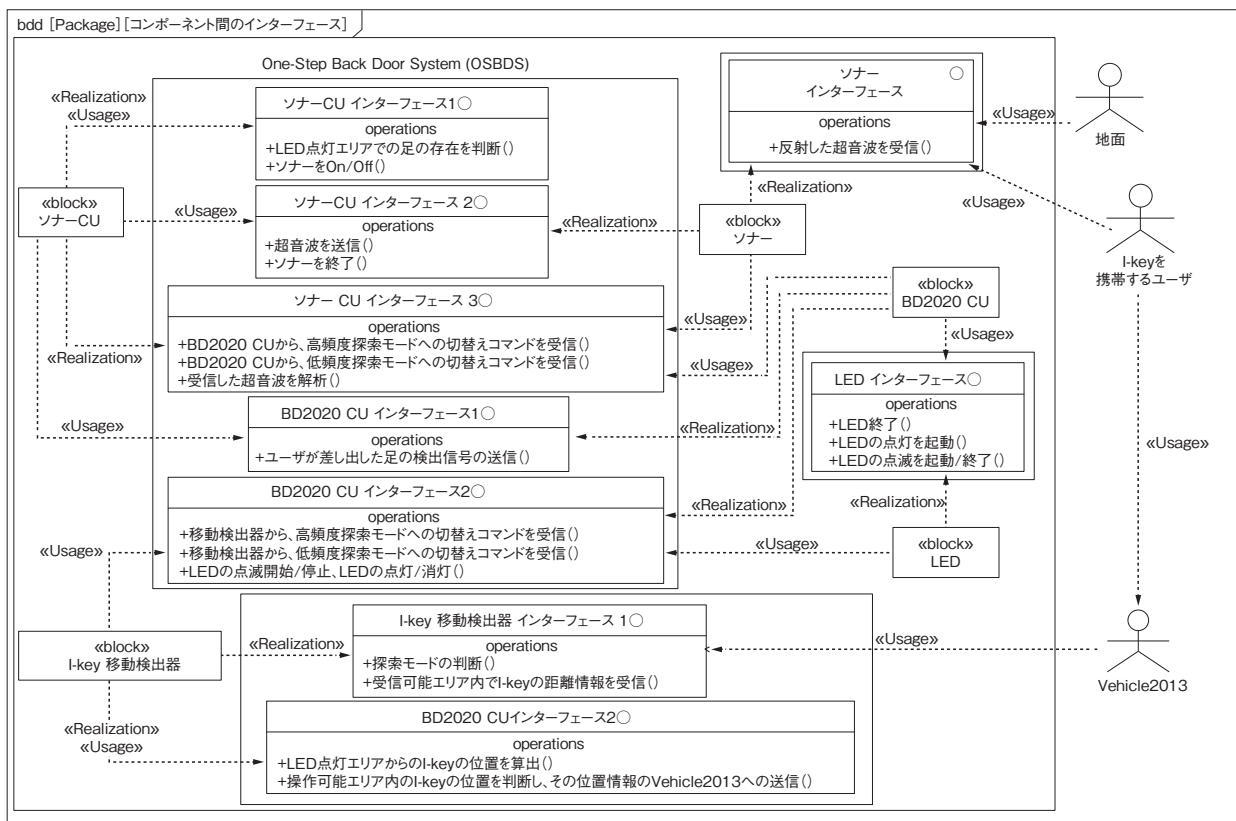 bdd [Package] [コンポーネント間のインターフェース]
One-Step Back Door System (OSBDS)
«Realization»
«Usage»
ソナーCU インターフェース1○
operations
+LED点灯エリアでの足の存在を判断()
+ソナーをOn/Off()
ソナー ○
インターフェース
operations
+反射した超音波を受信()
«Usage»
地面
«Realization»
«Usage»
«block»
ソナーCU
«Usage»
ソナーCU インターフェース 2○
operations
+超音波を送信()
+ソナーを終了()
«Realization»
«block»
ソナー
I-keyを
携帯するユーザ
«block»
BD2020 CU
ソナー CU インターフェース 3○
operations
+BD2020 CUから、高頻度探索モードへの切替えコマンドを受信()
+BD2020 CUから、低頻度探索モードへの切替えコマンドを受信()
+受信した超音波を解析()
«Realization»
«Usage»
«Usage»
«Usage»
LED インターフェース○
operations
+LED終了()
+LEDの点灯を起動()
+LEDの点滅を起動/終了()
BD2020 CU インターフェース1○
operations
+ユーザが差し出した足の検出信号の送信()
«Usage»
«Realization»
«Usage»
BD2020 CU インターフェース2○
operations
+移動検出器から、高頻度探索モードへの切替えコマンドを受信()
+移動検出器から、低頻度探索モードへの切替えコマンドを受信()
+LEDの点滅開始/停止、LEDの点灯/消灯()
«Usage»
«Realization»
«Realization»
«Usage»
«block»
LED
«block»
I-key 移動検出器
«Realization»
I-key 移動検出器 インターフェース 1○
operations
+探索モードの判断()
+受信可能エリア内でI-keyの距離情報を受信()
«Usage»
Vehicle2013
«Realization»
«Usage»
BD2020 CUインターフェース2○
operations
+LED点灯エリアからのI-keyの位置を算出()
+操作可能エリア内のI-keyの位置を判断し、その位置情報のVehicle2013への送信()